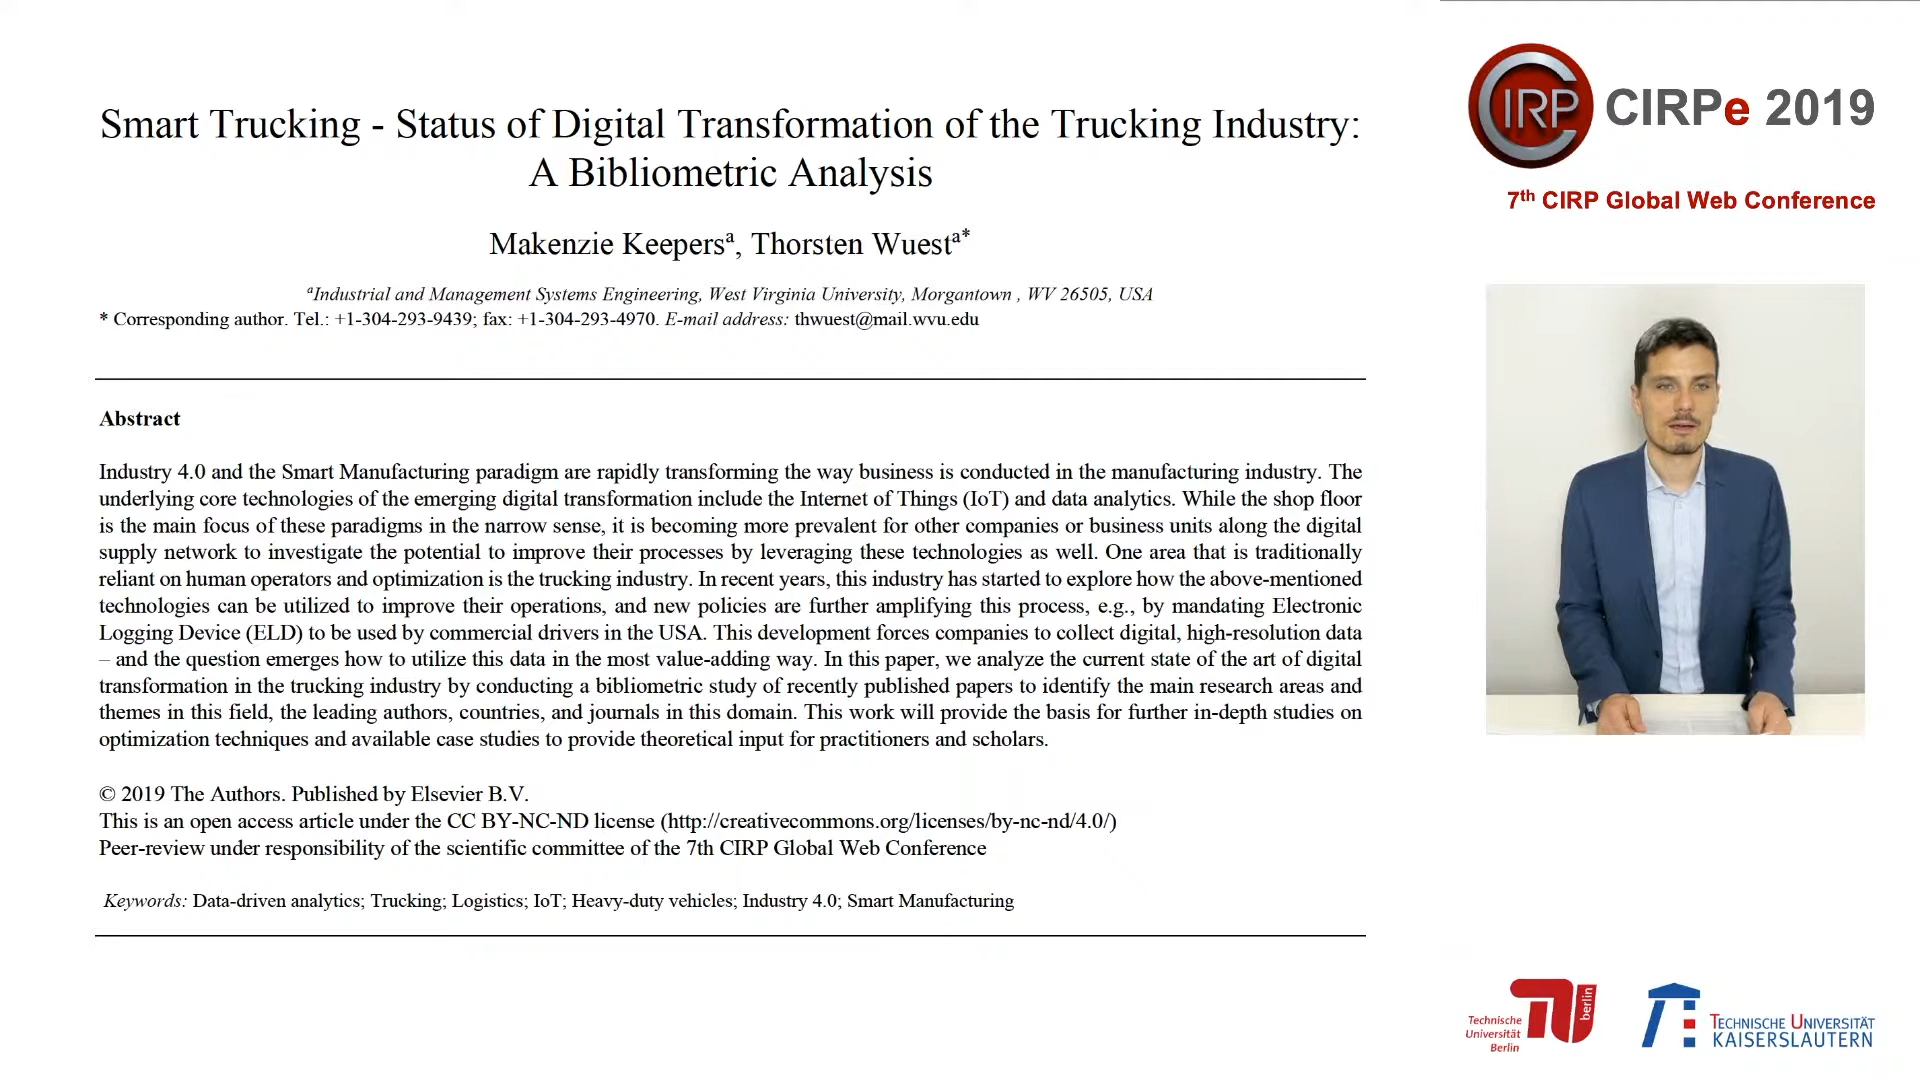 Smart Trucking - Status of Digital Transformation of the Trucking Industry:
A Bibliometric Analysis
Makenzie Keepersᵃ, Thorsten Wuestᵃ*
ᵃIndustrial and Management Systems Engineering, West Virginia University, Morgantown , WV 26505, USA
* Corresponding author. Tel.: +1-304-293-9439; fax: +1-304-293-4970. E-mail address: thwuest@mail.wvu.edu
Abstract
Industry 4.0 and the Smart Manufacturing paradigm are rapidly transforming the way business is conducted in the manufacturing industry. The
underlying core technologies of the emerging digital transformation include the Internet of Things (IoT) and data analytics. While the shop floor
is the main focus of these paradigms in the narrow sense, it is becoming more prevalent for other companies or business units along the digital
supply network to investigate the potential to improve their processes by leveraging these technologies as well. One area that is traditionally
reliant on human operators and optimization is the trucking industry. In recent years, this industry has started to explore how the above-mentioned
technologies can be utilized to improve their operations, and new policies are further amplifying this process, e.g., by mandating Electronic
Logging Device (ELD) to be used by commercial drivers in the USA. This development forces companies to collect digital, high-resolution data
– and the question emerges how to utilize this data in the most value-adding way. In this paper, we analyze the current state of the art of digital
transformation in the trucking industry by conducting a bibliometric study of recently published papers to identify the main research areas and
themes in this field, the leading authors, countries, and journals in this domain. This work will provide the basis for further in-depth studies on
optimization techniques and available case studies to provide theoretical input for practitioners and scholars.
© 2019 The Authors. Published by Elsevier B.V.
This is an open access article under the CC BY-NC-ND license (http://creativecommons.org/licenses/by-nc-nd/4.0/)
Peer-review under responsibility of the scientific committee of the 7th CIRP Global Web Conference
Keywords: Data-driven analytics; Trucking; Logistics; IoT; Heavy-duty vehicles; Industry 4.0; Smart Manufacturing
CIRP
CIRPe 2019
7th CIRP Global Web Conference
Technische
Universität
Berlin
berlin
TECHNISCHE UNIVERSITÄT
KAISERSLAUTERN